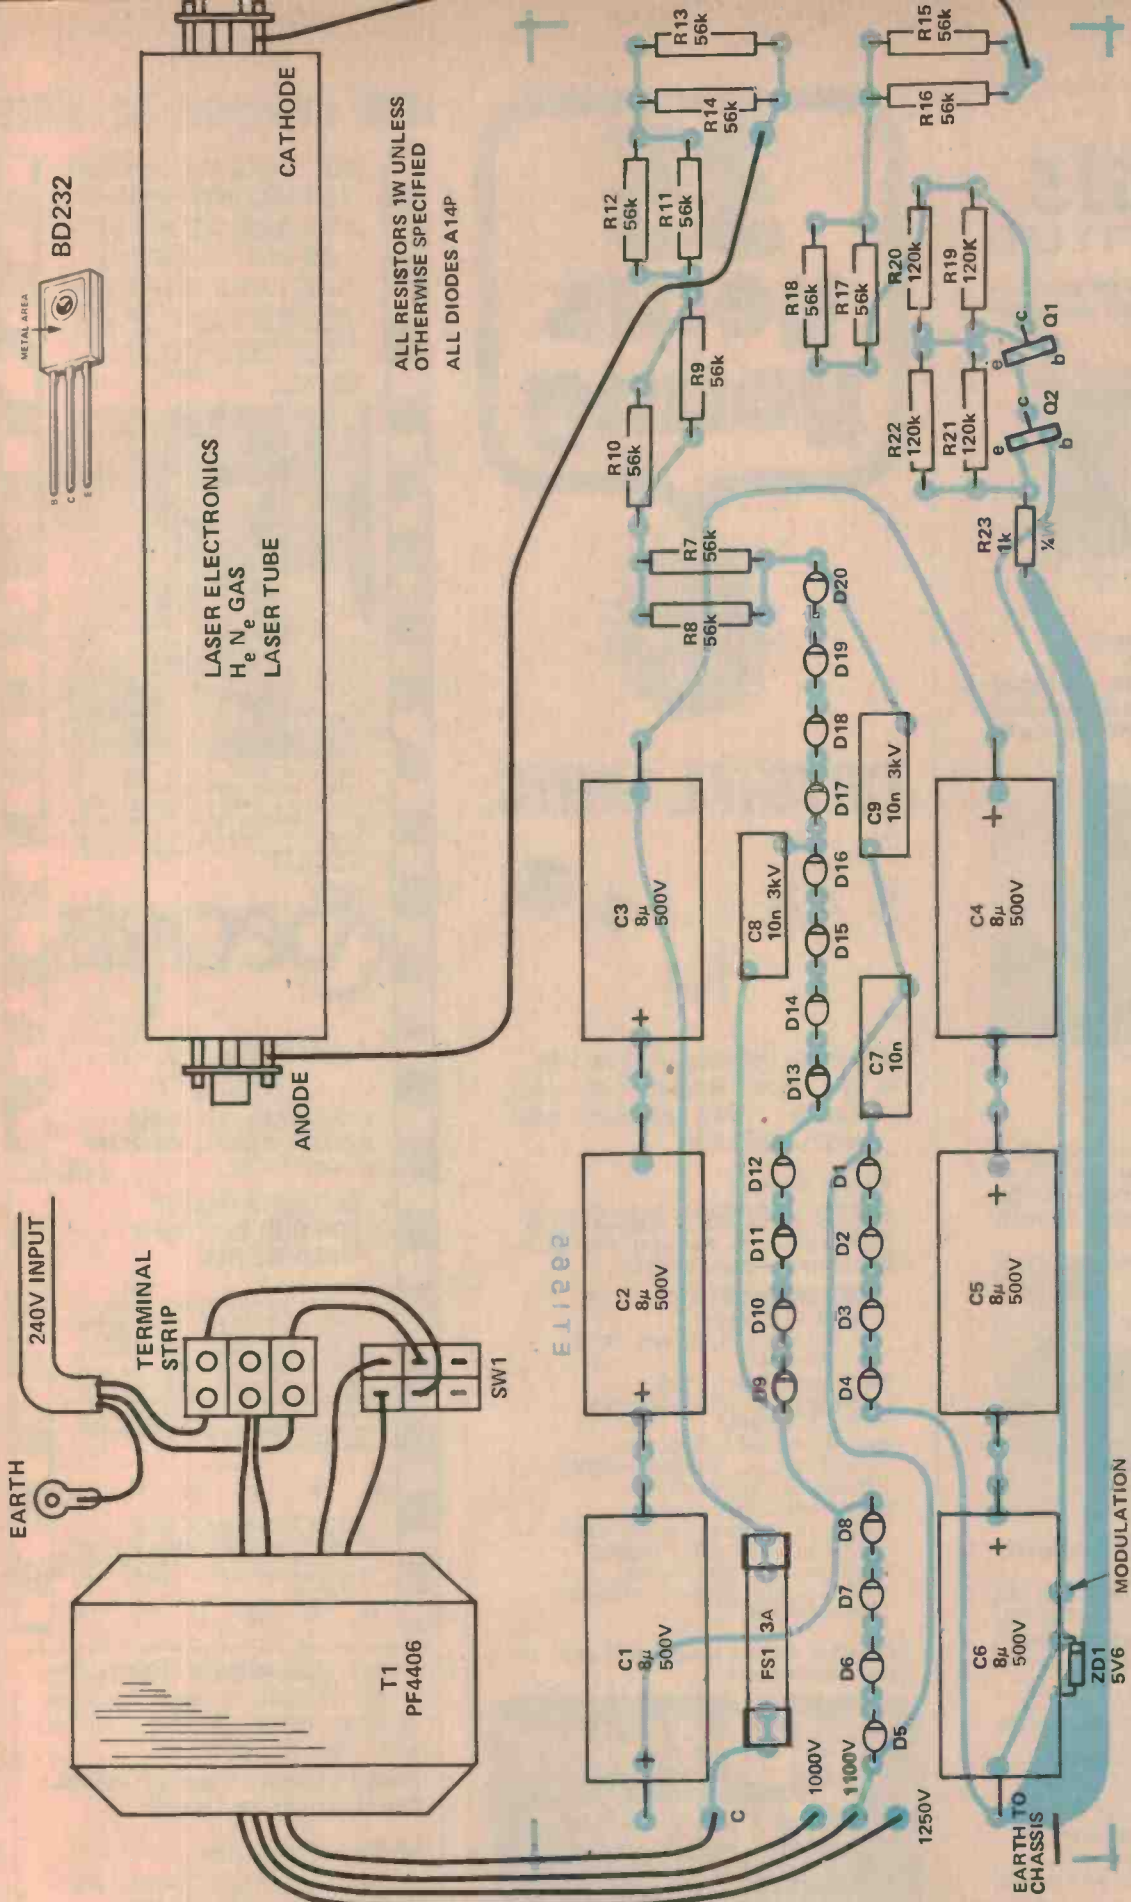 METAL AREA
BD232
B
C
E
CATHODE
LASER ELECTRONICS
He Ne GAS
LASER TUBE
ANODE
ALL RESISTORS 1W UNLESS
OTHERWISE SPECIFIED
ALL DIODES A14P
EARTH
240V INPUT
TERMINAL
STRIP
SW1
T1
PF4406
R13
56k
R14
56k
R15
56k
R16
56k
R12
56k
R11
56k
R10
56k
R9
56k
R18
56k
R17
56k
R20
120k
R19
120K
R22
120k
R21
120k
e
c
b
Q1
e
c
b
Q2
R23
1k
¼
R7
56k
R8
56k
D20
D19
D18
D17
D16
D15
D14
D13
C3
8µ
500V
+
C8
10n 3kV
C9
10n 3kV
C7
10n
C4
8µ
500V
+
C2
8µ
500V
+
D12
D11
D10
D9
D1
D2
D3
D4
C5
8µ
500V
+
ETI565
C1
8µ
500V
+
FS1 3A
D8
D7
D6
D5
C6
8µ
500V
+
MODULATION
ZD1
5V6
C
1000V
1100V
1250V
EARTH TO
CHASSIS